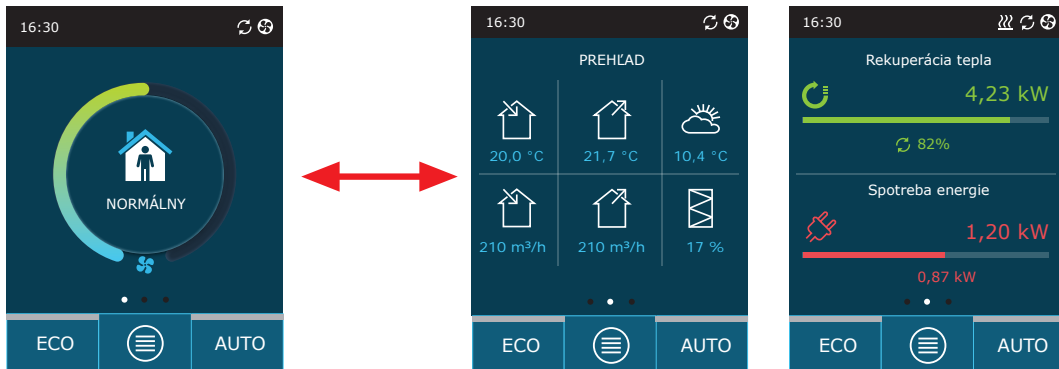 16:30
NORMÁLNY
ECO
AUTO
16:30
PREHĽAD
20,0 °C
21,7 °C
10,4 °C
210 m³/h
210 m³/h
17 %
ECO
AUTO
16:30
Rekuperácia tepla
4,23 kW
82%
Spotreba energie
1,20 kW
0,87 kW
ECO
AUTO